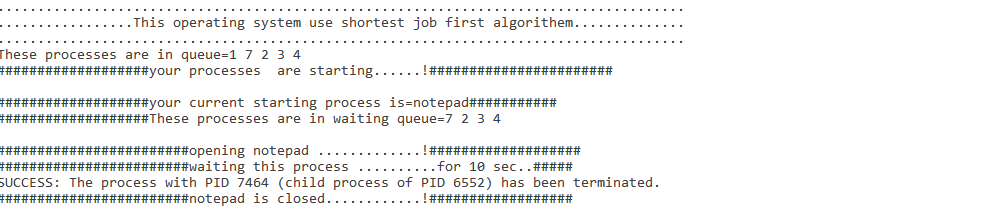 ......................................................................................
.................This operating system use shortest job first algorithem..............
......................................................................................
These processes are in queue=1 7 2 3 4
###################your processes  are starting......!#######################
###################your current starting process is=notepad###########
###################These processes are in waiting queue=7 2 3 4
########################opening notepad .............!###################
########################waiting this process ..........for 10 sec..#####
SUCCESS: The process with PID 7464 (child process of PID 6552) has been terminated.
########################notepad is closed............!##################